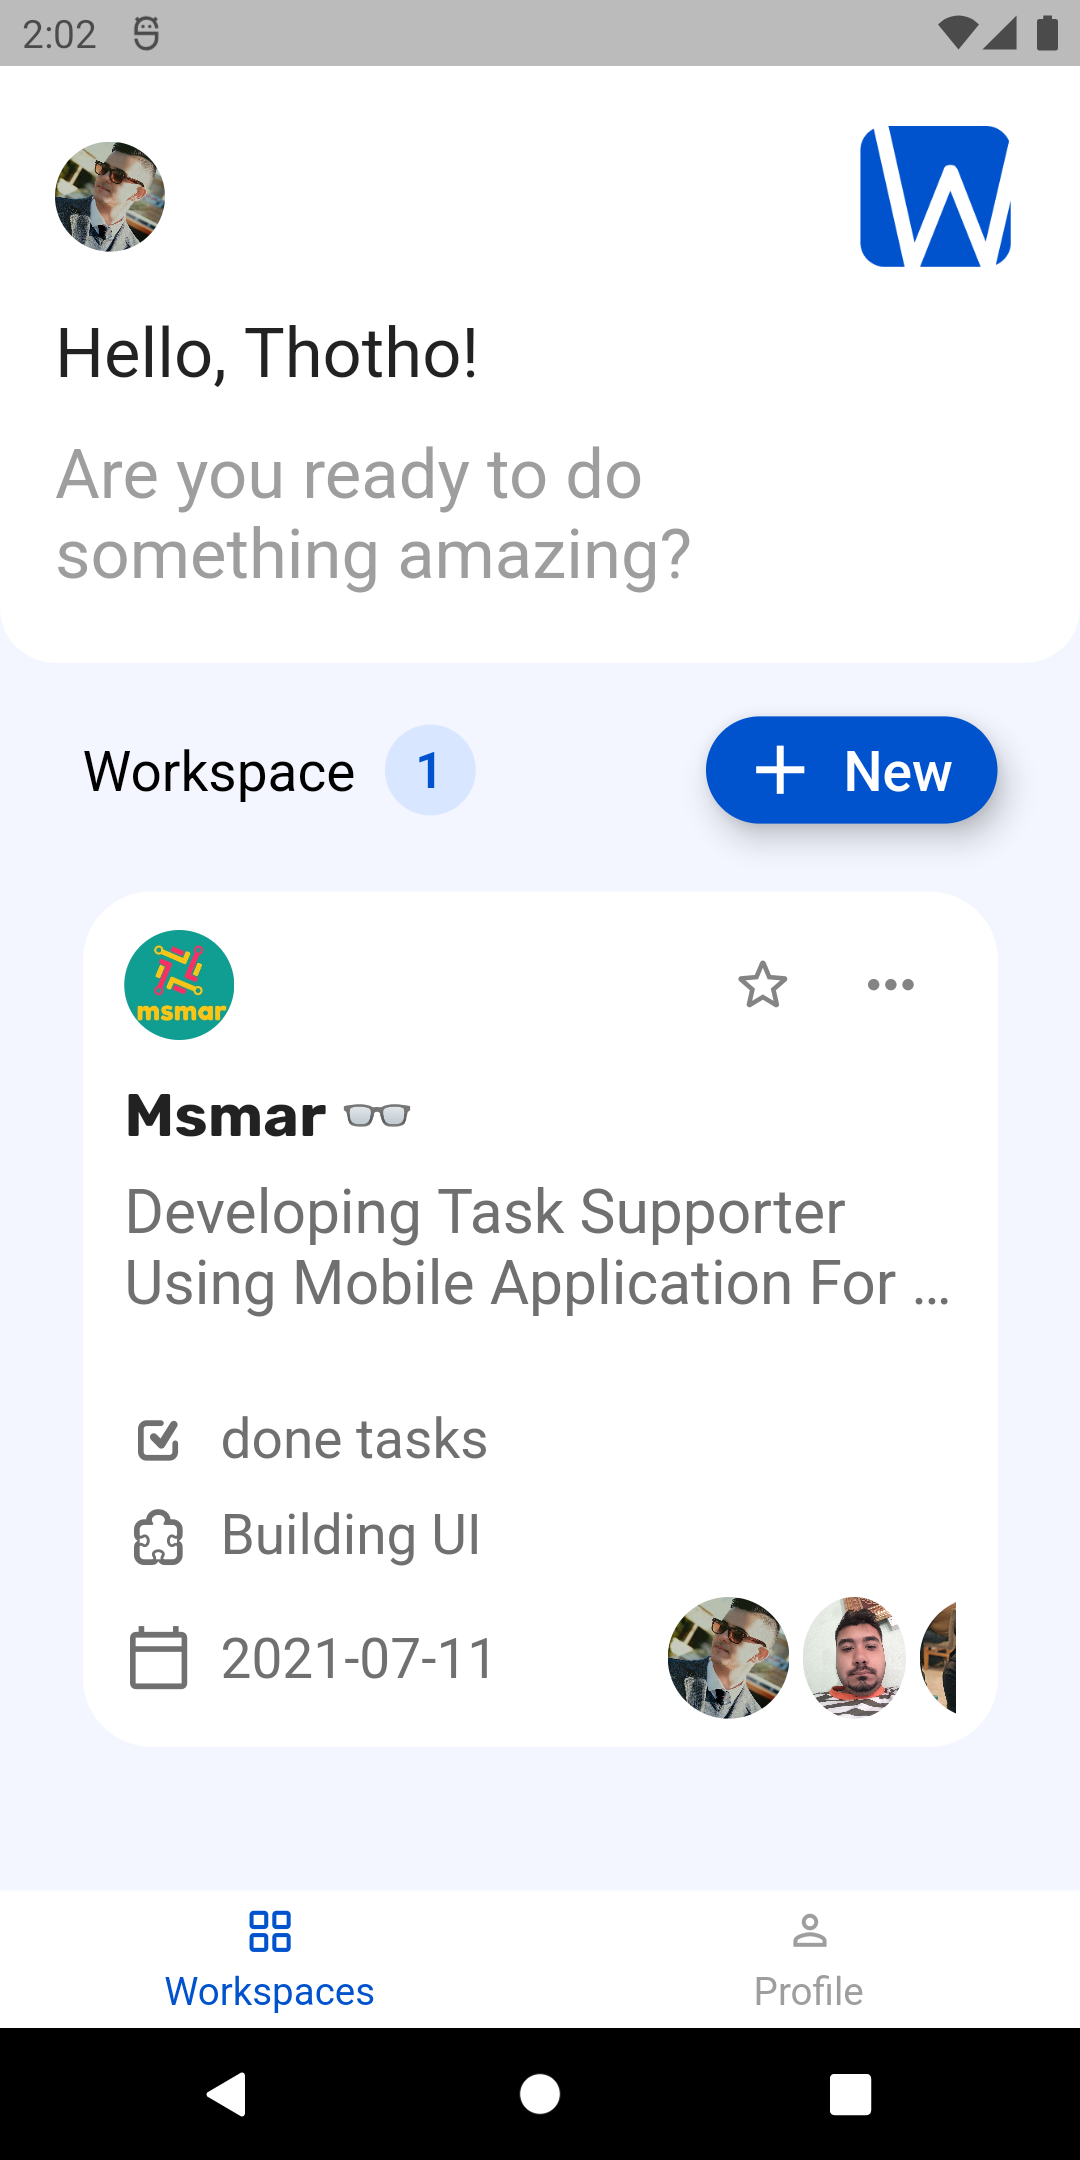 2:02
W
Hello, Thotho!
Are you ready to do
something amazing?
Workspace 1
New
msmar
Msmar 👓
Developing Task Supporter
Using Mobile Application For ...
done tasks
Building UI
2021-07-11
Workspaces
Profile